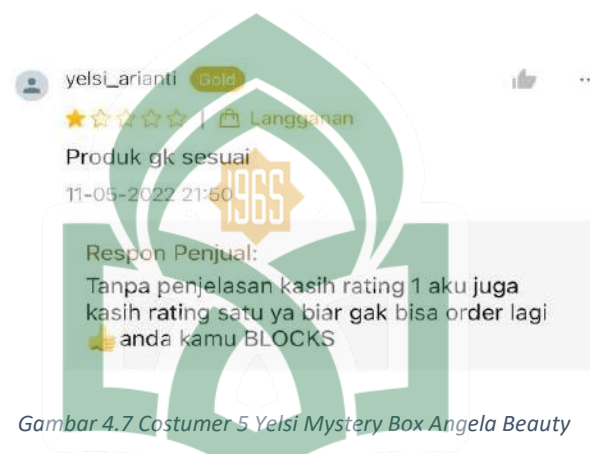 yelsi_arianti Gold
| Langganan
Produk gk sesuai
11-05-2022 21:50
1965
Respon Penjual:
Tanpa penjelasan kasih rating 1 aku juga
kasih rating satu ya biar gak bisa order lagi
👍anda kamu BLOCKS
Gambar 4.7 Costumer 5 Yelsi Mystery Box Angela Beauty